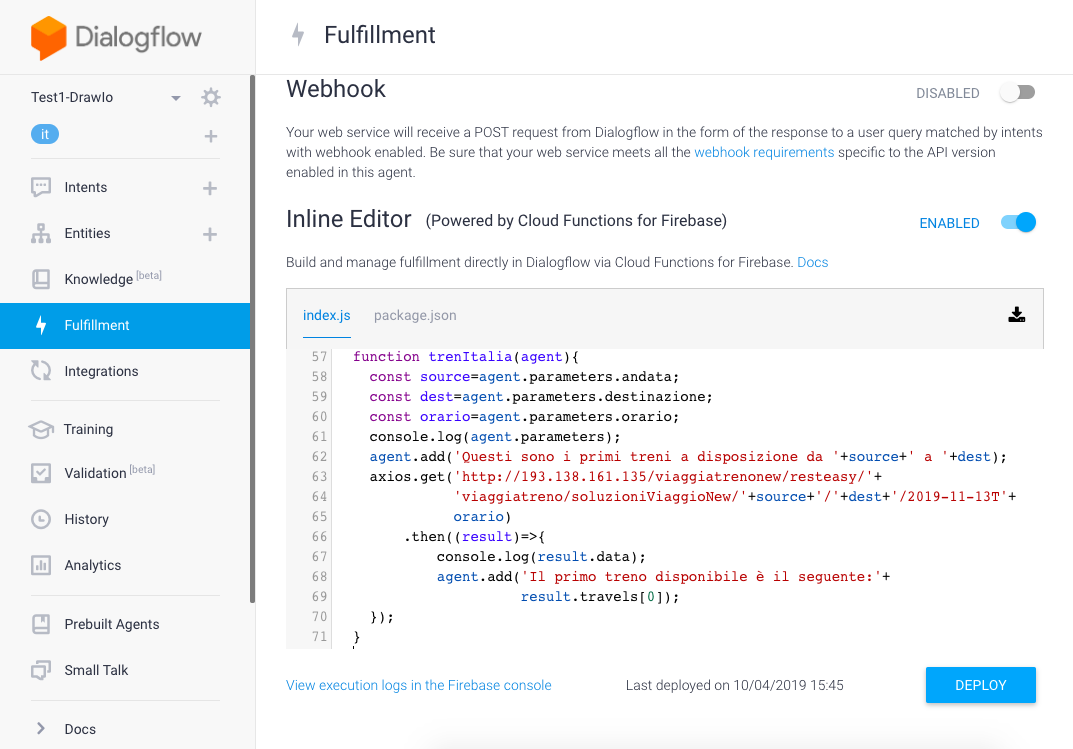 Dialogflow
Test1-DrawIo
it
Intents
Entities
Knowledge [beta]
Fulfillment
Integrations
Training
Validation [beta]
History
Analytics
Prebuilt Agents
Small Talk
Docs
Fulfillment
Webhook
DISABLED
Your web service will receive a POST request from Dialogflow in the form of the response to a user query matched by intents
with webhook enabled. Be sure that your web service meets all the webhook requirements specific to the API version
enabled in this agent.
Inline Editor (Powered by Cloud Functions for Firebase)
ENABLED
Build and manage fulfillment directly in Dialogflow via Cloud Functions for Firebase. Docs
index.js package.json
57 function trenItalia(agent){
58 const source=agent.parameters.andata;
59 const dest=agent.parameters.destinazione;
60 const orario=agent.parameters.orario;
61 console.log(agent.parameters);
62 agent.add('Questi sono i primi treni a disposizione da '+source+' a '+dest);
63 axios.get('http://193.138.161.135/viaggiatrenonew/resteasy/'+
64 'viaggiatreno/soluzioniViaggioNew/'+source+'/'+dest+'/2019-11-13T'+
65 orario)
66 .then((result)=>{
67 console.log(result.data);
68 agent.add('Il primo treno disponibile è il seguente:'+
69 result.travels[0]);
70 });
71 }
View execution logs in the Firebase console
Last deployed on 10/04/2019 15:45
DEPLOY